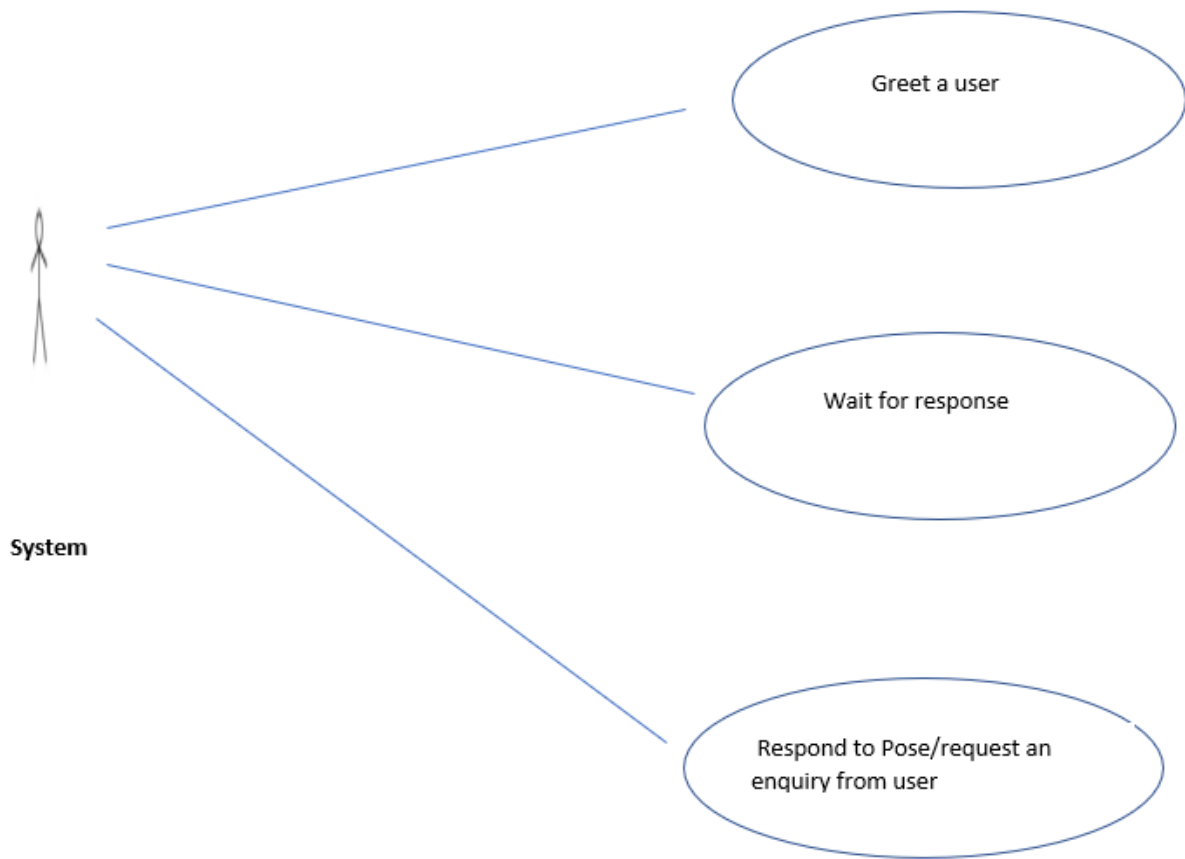 Greet a user
Wait for response
System
Respond to Pose/request an
enquiry from user